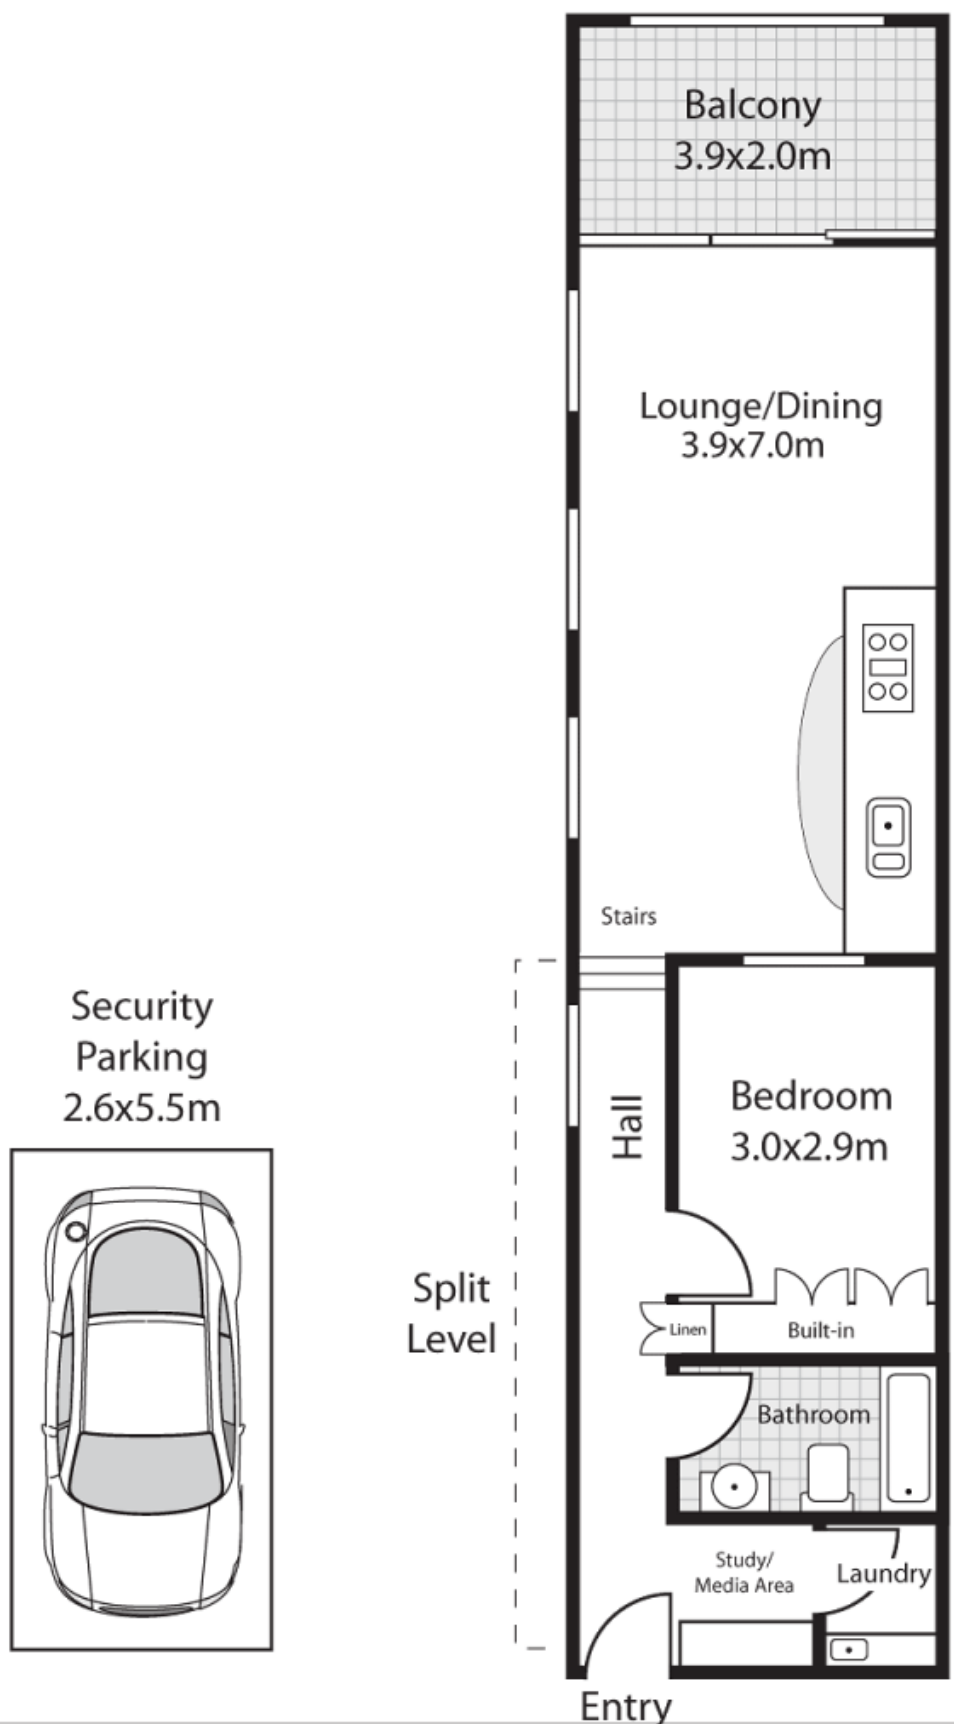 Balcony
3.9x2.0m
Lounge/Dining
3.9x7.0m
Stairs
Security
Parking
2.6x5.5m
Hall
Bedroom
3.0x2.9m
Split
Level
Linen
Built-in
Bathroom
Study/
Media Area
Laundry
Entry